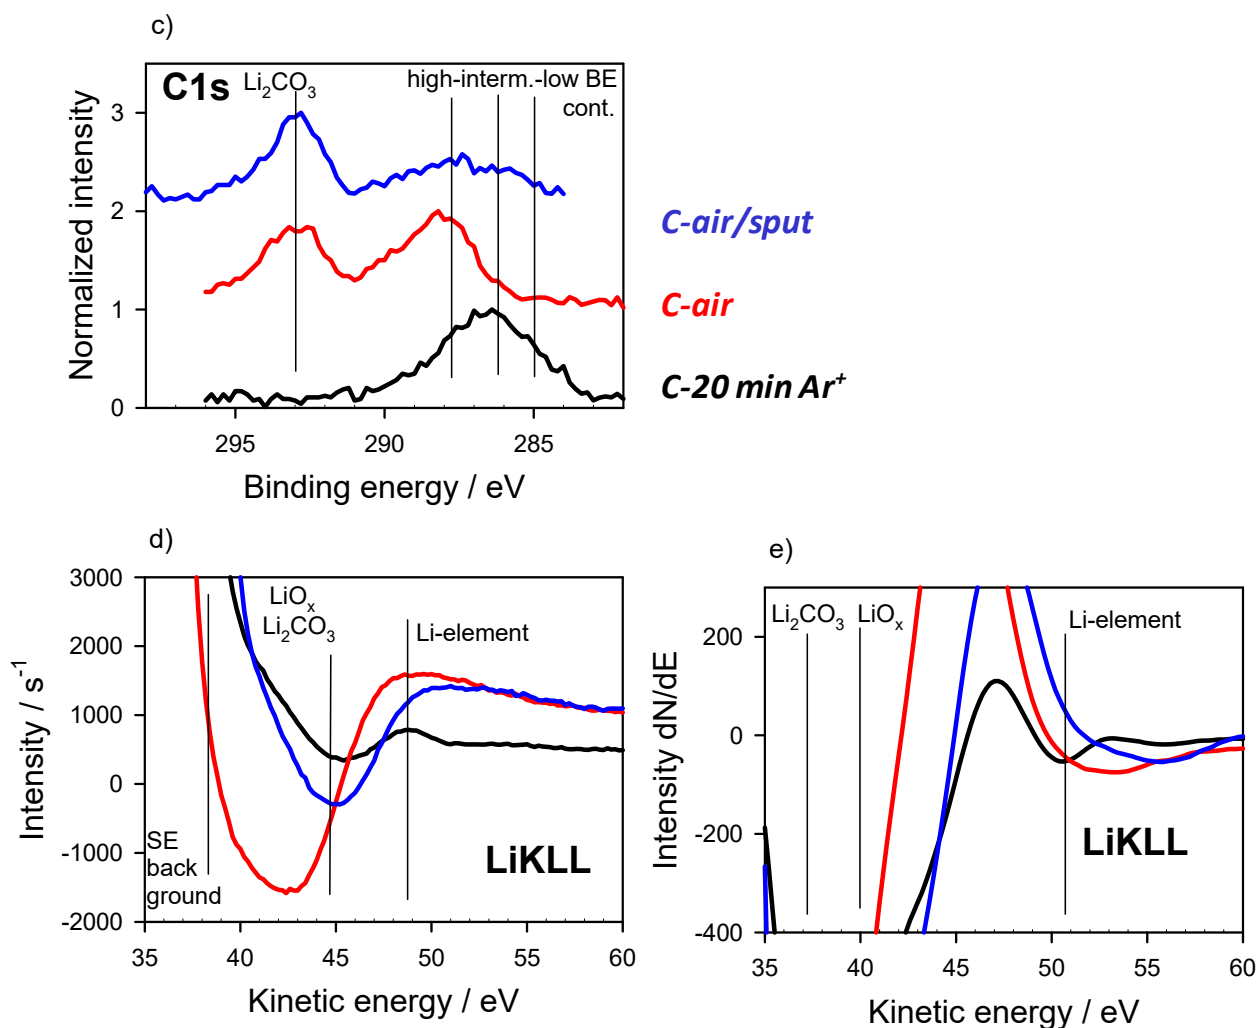 c)
C1s
Li₂CO₃
high-interm.-low BE
cont.
3
2
1
0
Normalized intensity
295
290
285
Binding energy / eV
C-air/sput
C-air
C-20 min Ar⁺
d)
3000
2000
1000
0
-1000
-2000
Intensity / s⁻¹
LiOₓ
Li₂CO₃
Li-element
SE
back
ground
LiKLL
35
40
45
50
55
60
Kinetic energy / eV
e)
200
0
-200
-400
Intensity dN/dE
Li₂CO₃
LiOₓ
Li-element
LiKLL
35
40
45
50
55
60
Kinetic energy / eV